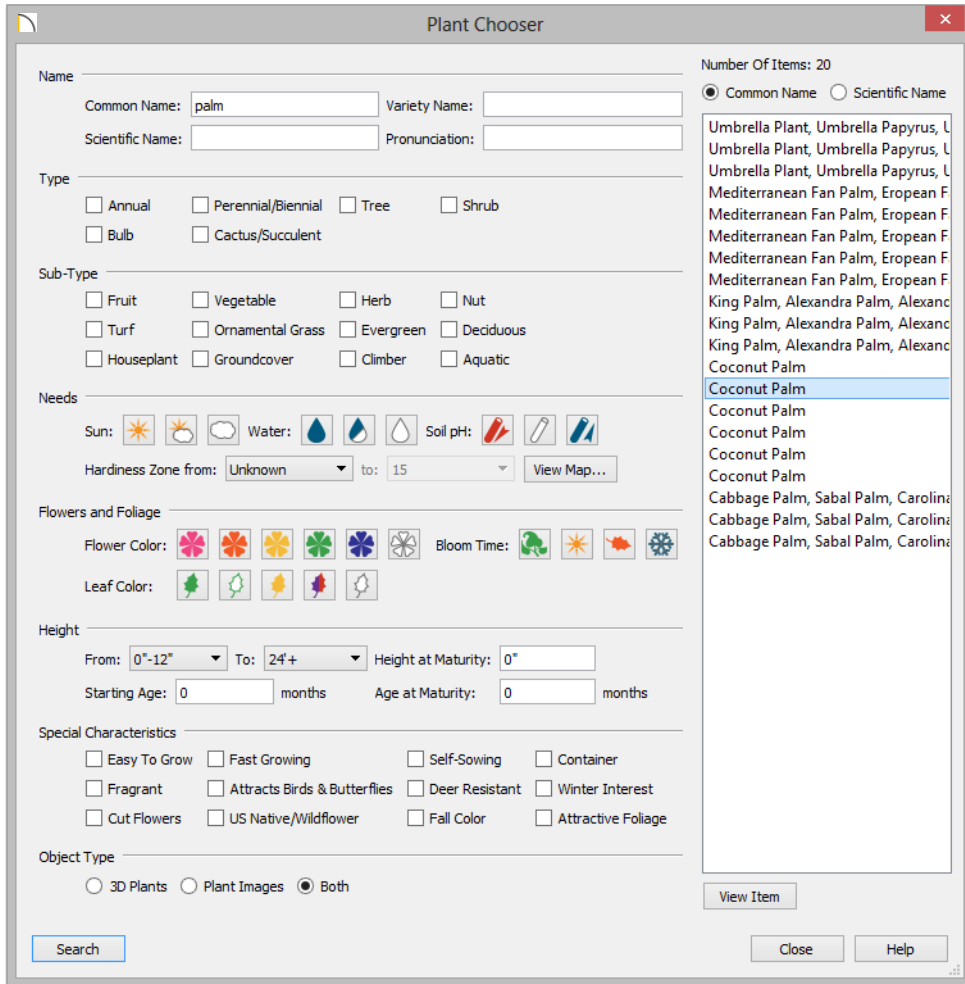 Plant Chooser
Name
Common Name: palm Variety Name:
Scientific Name: Pronunciation:
Type
Annual Perennial/Biennial Tree Shrub
Bulb Cactus/Succulent
Sub-Type
Fruit Vegetable Herb Nut
Turf Ornamental Grass Evergreen Deciduous
Houseplant Groundcover Climber Aquatic
Needs
Sun: Water: Soil pH:
Hardiness Zone from: Unknown to: 15 View Map...
Flowers and Foliage
Flower Color: Bloom Time:
Leaf Color:
Height
From: 0"-12" To: 24'+ Height at Maturity: 0"
Starting Age: 0 months Age at Maturity: 0 months
Special Characteristics
Easy To Grow Fast Growing Self-Sowing Container
Fragrant Attracts Birds & Butterflies Deer Resistant Winter Interest
Cut Flowers US Native/Wildflower Fall Color Attractive Foliage
Object Type
3D Plants Plant Images Both
Search
Number Of Items: 20
Common Name Scientific Name
Umbrella Plant, Umbrella Papyrus, U
Umbrella Plant, Umbrella Papyrus, U
Umbrella Plant, Umbrella Papyrus, U
Mediterranean Fan Palm, Eropean F
Mediterranean Fan Palm, Eropean F
Mediterranean Fan Palm, Eropean F
Mediterranean Fan Palm, Eropean F
Mediterranean Fan Palm, Eropean F
King Palm, Alexandra Palm, Alexand
King Palm, Alexandra Palm, Alexand
King Palm, Alexandra Palm, Alexand
Coconut Palm
Coconut Palm
Coconut Palm
Coconut Palm
Coconut Palm
Coconut Palm
Cabbage Palm, Sabal Palm, Carolina
Cabbage Palm, Sabal Palm, Carolina
Cabbage Palm, Sabal Palm, Carolina
View Item
Close Help